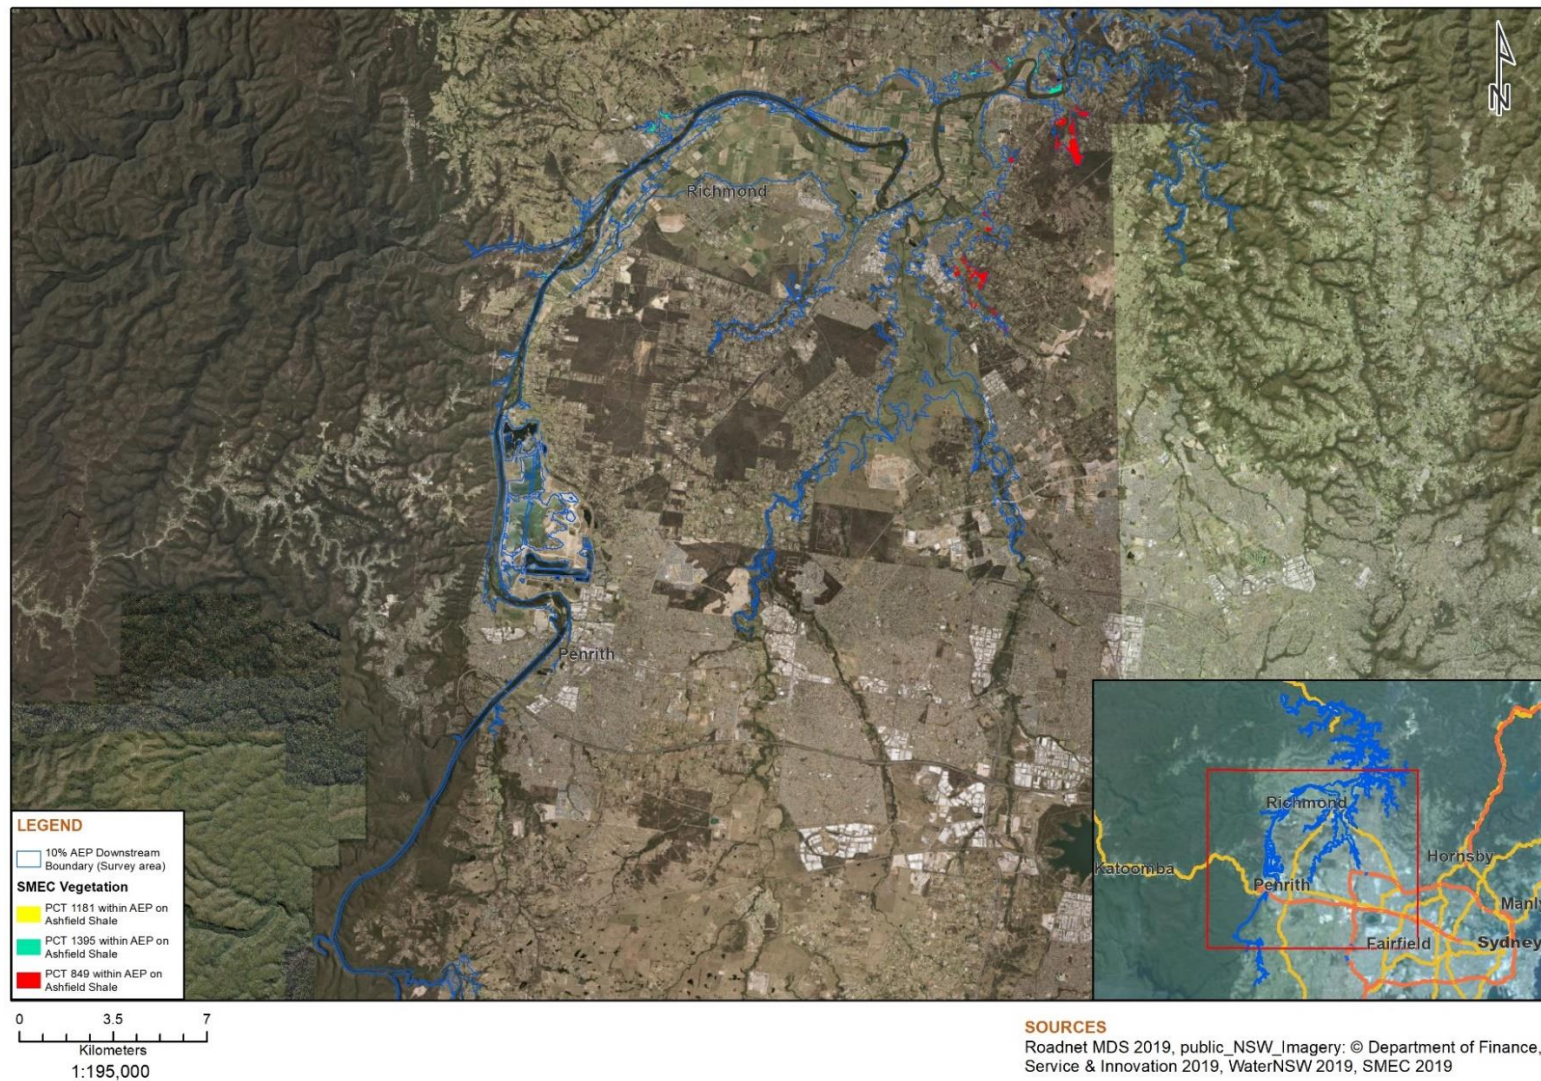 N
Richmond
Penrith
LEGEND
10% AEP Downstream
Boundary (Survey area)
SMEC Vegetation
PCT 1181 within AEP on
Ashfield Shale
PCT 1395 within AEP on
Ashfield Shale
PCT 849 within AEP on
Ashfield Shale
Richmond
Hornsby
Katoomba
Penrith
Manly
Fairfield
Sydney
0 3.5 7
Kilometers
1:195,000
SOURCES
Roadnet MDS 2019, public_NSW_Imagery: © Department of Finance,
Service & Innovation 2019, WaterNSW 2019, SMEC 2019